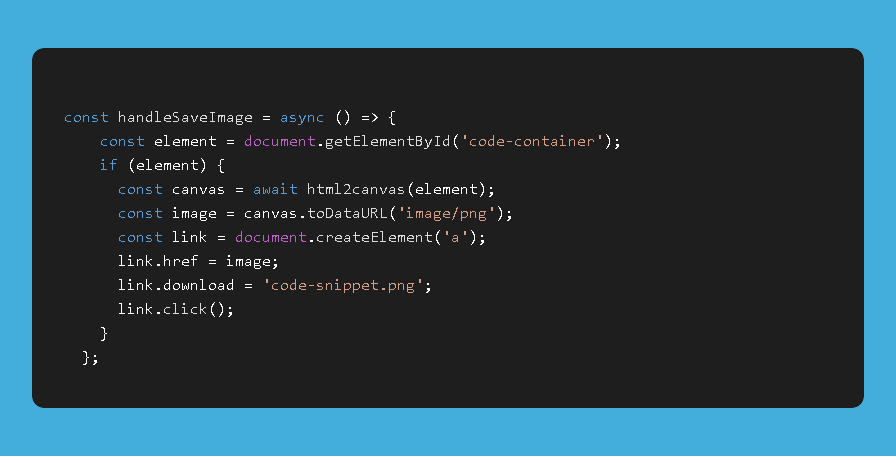 const handleSaveImage = async () => {
    const element = document.getElementById('code-container');
    if (element) {
      const canvas = await html2canvas(element);
      const image = canvas.toDataURL('image/png');
      const link = document.createElement('a');
      link.href = image;
      link.download = 'code-snippet.png';
      link.click();
    }
  };